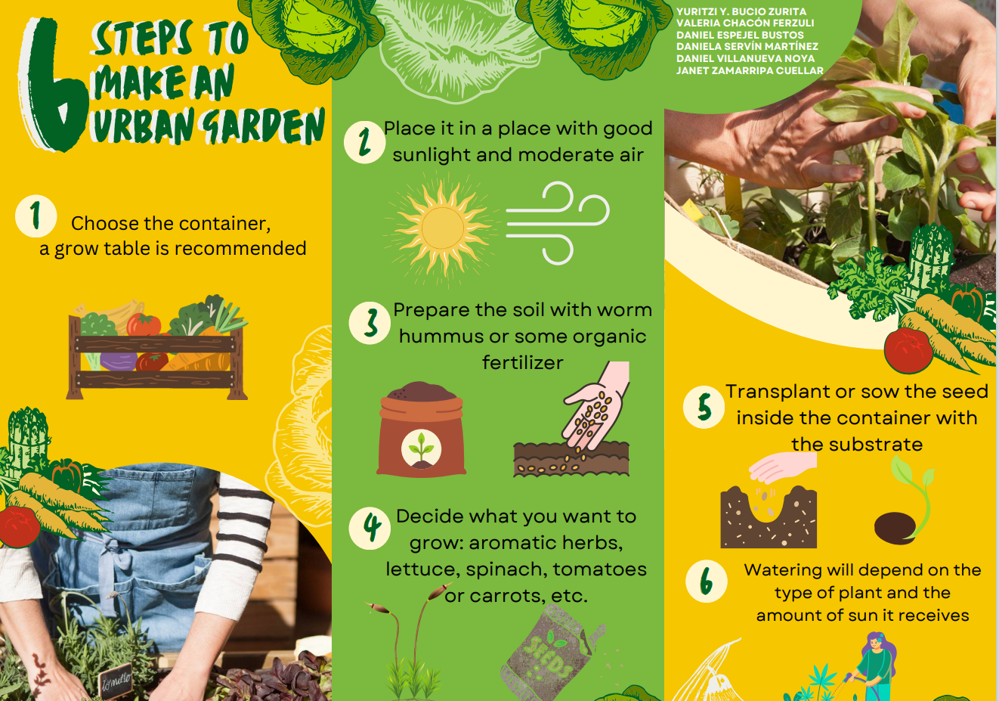 6 STEPS TO
MAKE AN
URBAN GARDEN
1
Choose the container,
a grow table is recommended
tomillo
2
Place it in a place with good
sunlight and moderate air
3
Prepare the soil with worm
hummus or some organic
fertilizer
4
Decide what you want to
grow: aromatic herbs,
lettuce, spinach, tomatoes
or carrots, etc.
SEEDS
YURITZI Y. BUCIO ZURITA
VALERIA CHACÓN FERZULI
DANIEL ESPEJEL BUSTOS
DANIELA SERVÍN MARTÍNEZ
DANIEL VILLANUEVA NOYA
JANET ZAMARRIPA CUELLAR
5
Transplant or sow the seed
inside the container with
the substrate
6
Watering will depend on the
type of plant and the
amount of sun it receives